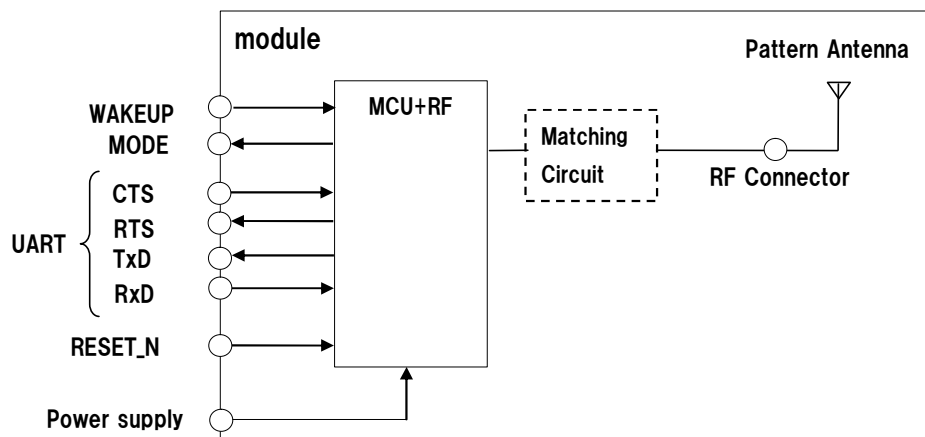 module
Pattern Antenna
WAKEUP
MCU+RF
MODE
Matching
Circuit
CTS
RF Connector
RTS
UART
TxD
RxD
RESET_N
Power supply